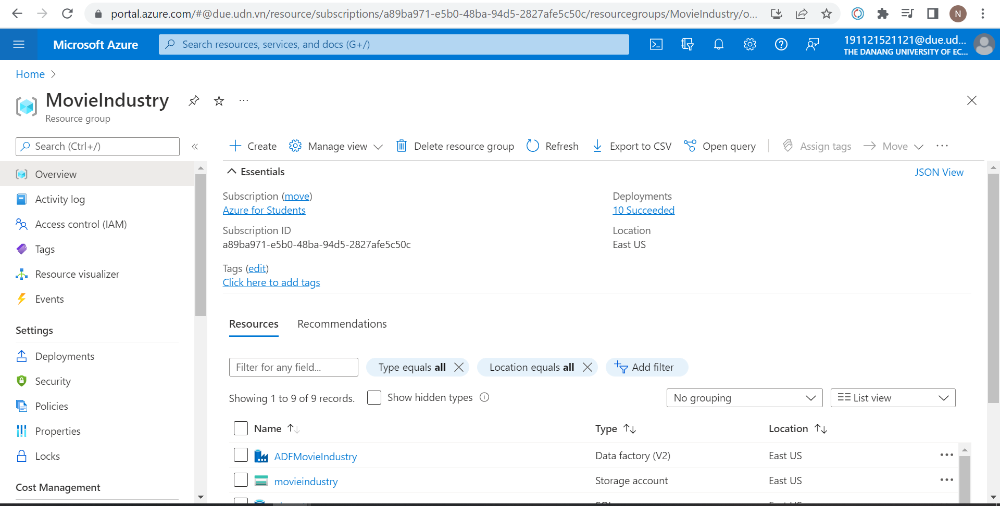 portal.azure.com/#@due.udn.vn/resource/subscriptions/a89ba971-e5b0-48ba-94d5-2827afe5c50c/resourcegroups/MovieIndustry/o...
N
Microsoft Azure
Search resources, services, and docs (G+/)
191121521121@due.ud...
THE DANANG UNIVERSITY OF EC...
Home
MovieIndustry
Resource group
Search (Ctrl+/)
Create
Manage view
Delete resource group
Refresh
Export to CSV
Open query
Assign tags
Move
Overview
Activity log
Access control (IAM)
Tags
Resource visualizer
Events
Settings
Deployments
Security
Policies
Properties
Locks
Cost Management
Essentials
JSON View
Subscription (move)
Azure for Students
Subscription ID
a89ba971-e5b0-48ba-94d5-2827afe5c50c
Tags (edit)
Click here to add tags
Deployments
10 Succeeded
Location
East US
Resources
Recommendations
Filter for any field...
Type equals all
Location equals all
Add filter
Showing 1 to 9 of 9 records.
Show hidden types
No grouping
List view
Name
Type
Location
ADFMovieIndustry
Data factory (V2)
East US
movieindustry
Storage account
East US